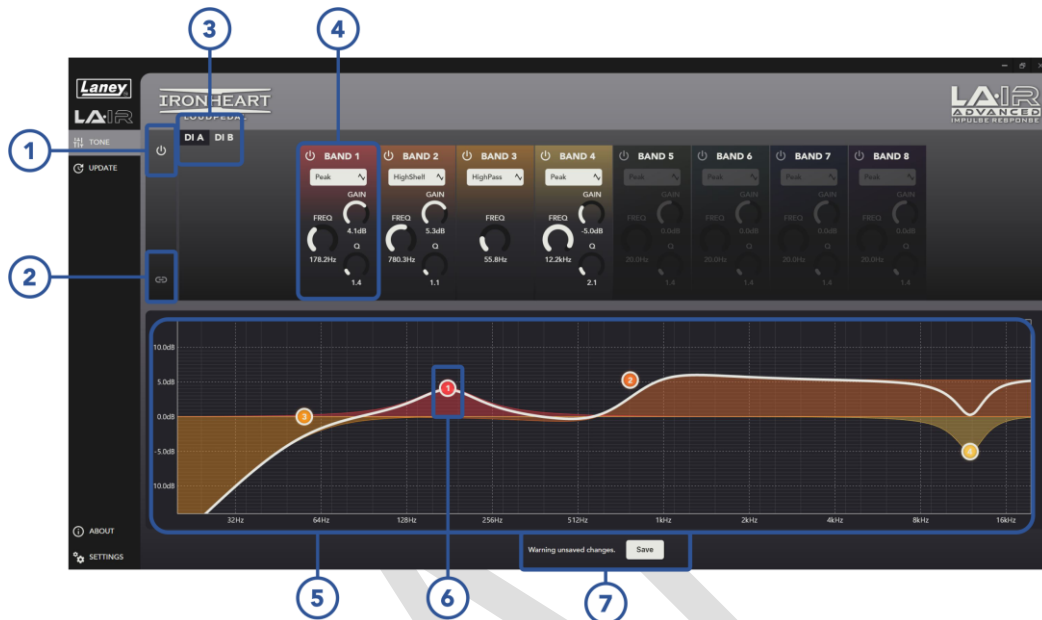 3
4
Laney
LA·IR
IRONHEART
LOUDPEDAL
LA·IR
ADVANCED
IMPULSE RESPONSE
1
TONE
DI A DI B
UPDATE
2
BAND 1 BAND 2 BAND 3 BAND 4 BAND 5 BAND 6 BAND 7 BAND 8
Peak HighShelf HighPass Peak Peak Peak Peak Peak
GAIN GAIN GAIN GAIN GAIN GAIN GAIN
FREQ FREQ FREQ FREQ FREQ FREQ FREQ FREQ
4.1dB 5.3dB -5.0dB 0.0dB 0.0dB 0.0dB 0.0dB
Q Q Q Q Q Q Q
178.2Hz 780.3Hz 55.8Hz 12.2kHz 20.0Hz 20.0Hz 20.0Hz 20.0Hz
1.4 1.1 2.1 1.4 1.4 1.4 1.4
10.0dB
5.0dB
0.0dB
-5.0dB
10.0dB
3 1 2 4
32Hz 64Hz 128Hz 256Hz 512Hz 1kHz 2kHz 4kHz 8kHz 16kHz
ABOUT
SETTINGS
Warning unsaved changes. Save
5
6
7